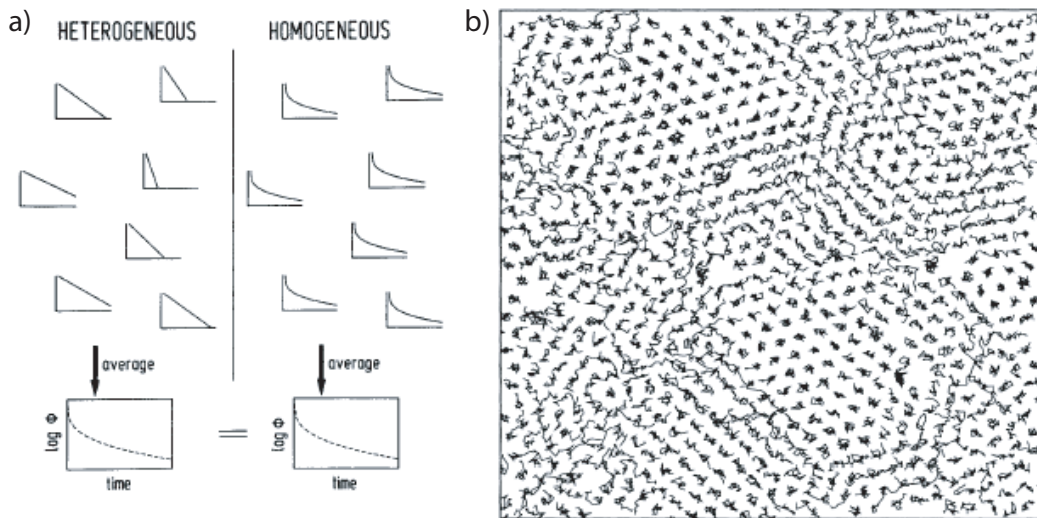 a)
HETEROGENEOUS
HOMOGENEOUS
average
average
log Φ
time
=
log Φ
time
b)